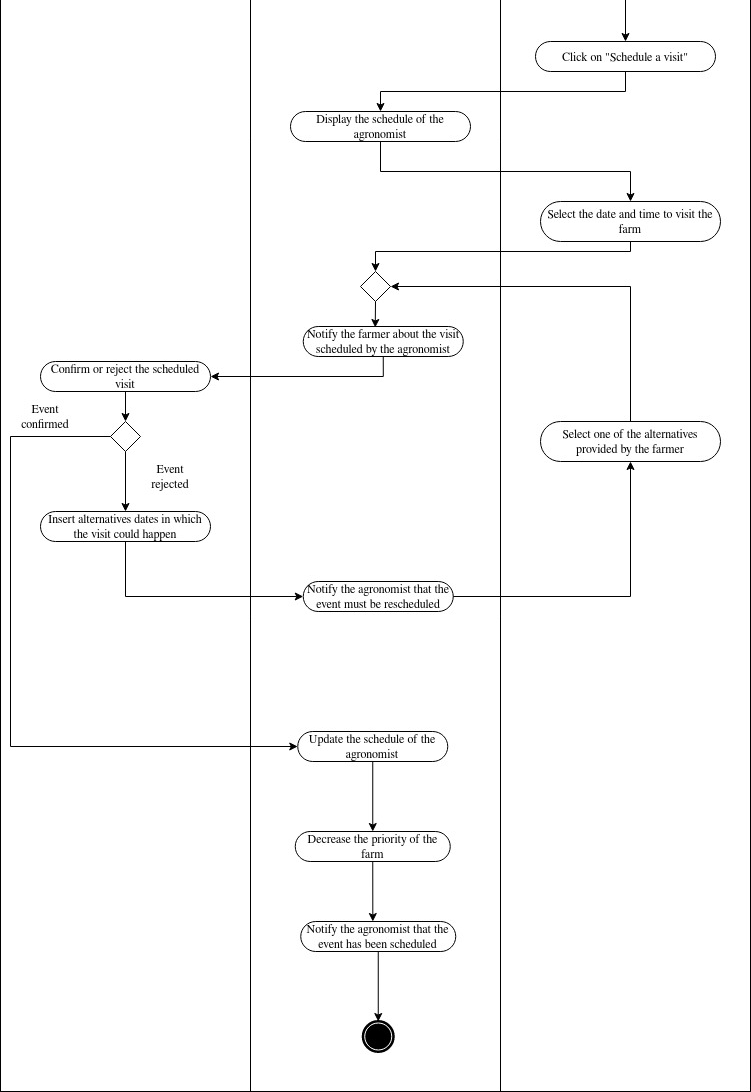 Click on "Schedule a visit"
Display the schedule of the
agronomist
Select the date and time to visit the
farm
Notify the farmer about the visit
scheduled by the agronomist
Confirm or reject the scheduled
visit
Event
confirmed
Event
rejected
Select one of the alternatives
provided by the farmer
Insert alternatives dates in which
the visit could happen
Notify the agronomist that the
event must be rescheduled
Update the schedule of the
agronomist
Decrease the priority of the
farm
Notify the agronomist that the
event has been scheduled